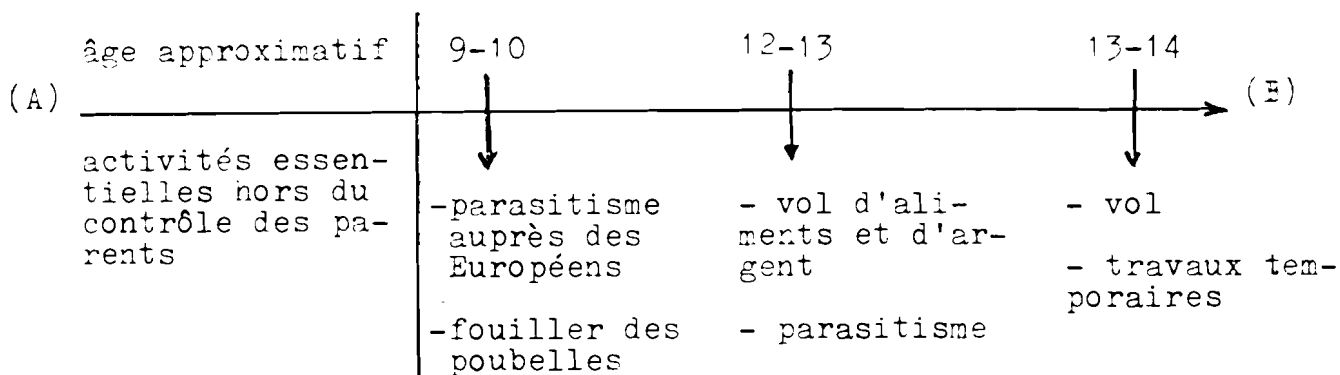 âge approximatif
9-10
12-13
13-14
(A)
(B)
activités essen-
tielles hors du
contrôle des pa-
rents
-parasitisme
auprès des
Européens
-fouiller des
poubelles
- vol d'ali-
ments et d'ar-
gent
- parasitisme
- vol
- travaux tem-
poraires